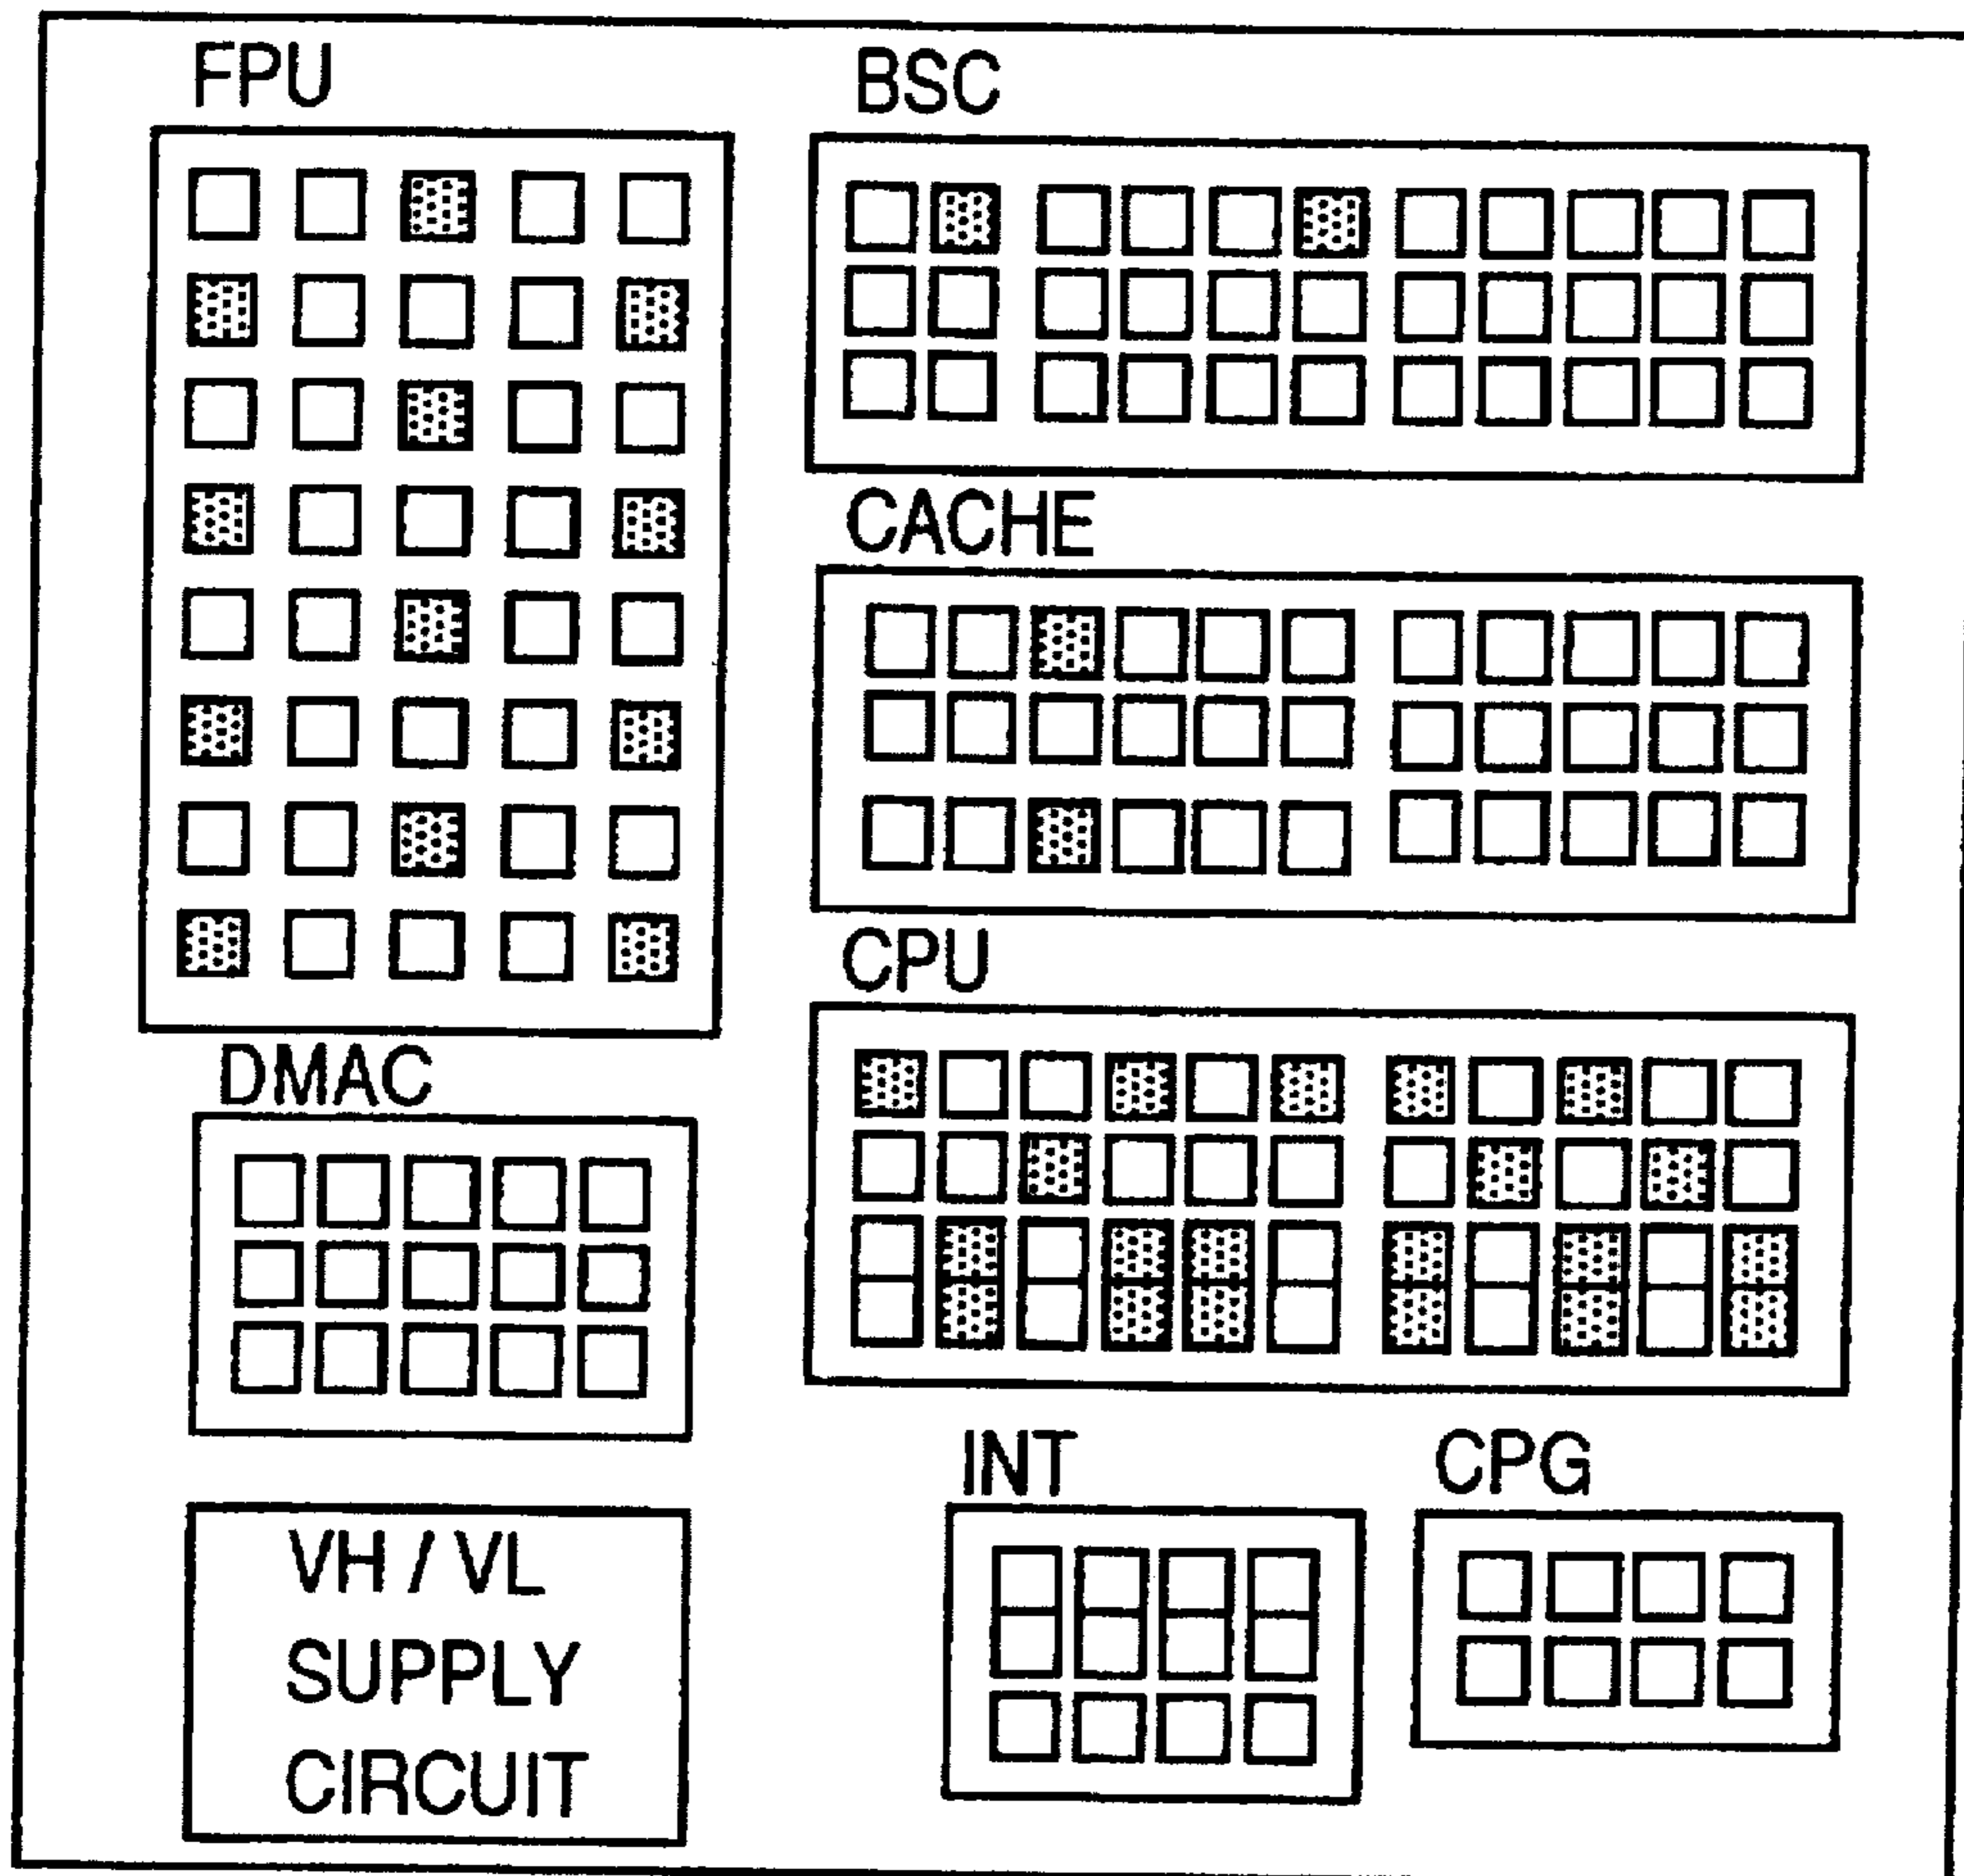 FPU
BSC
CACHE
CPU
DMAC
INT
CPG
VH / VL
SUPPLY
CIRCUIT